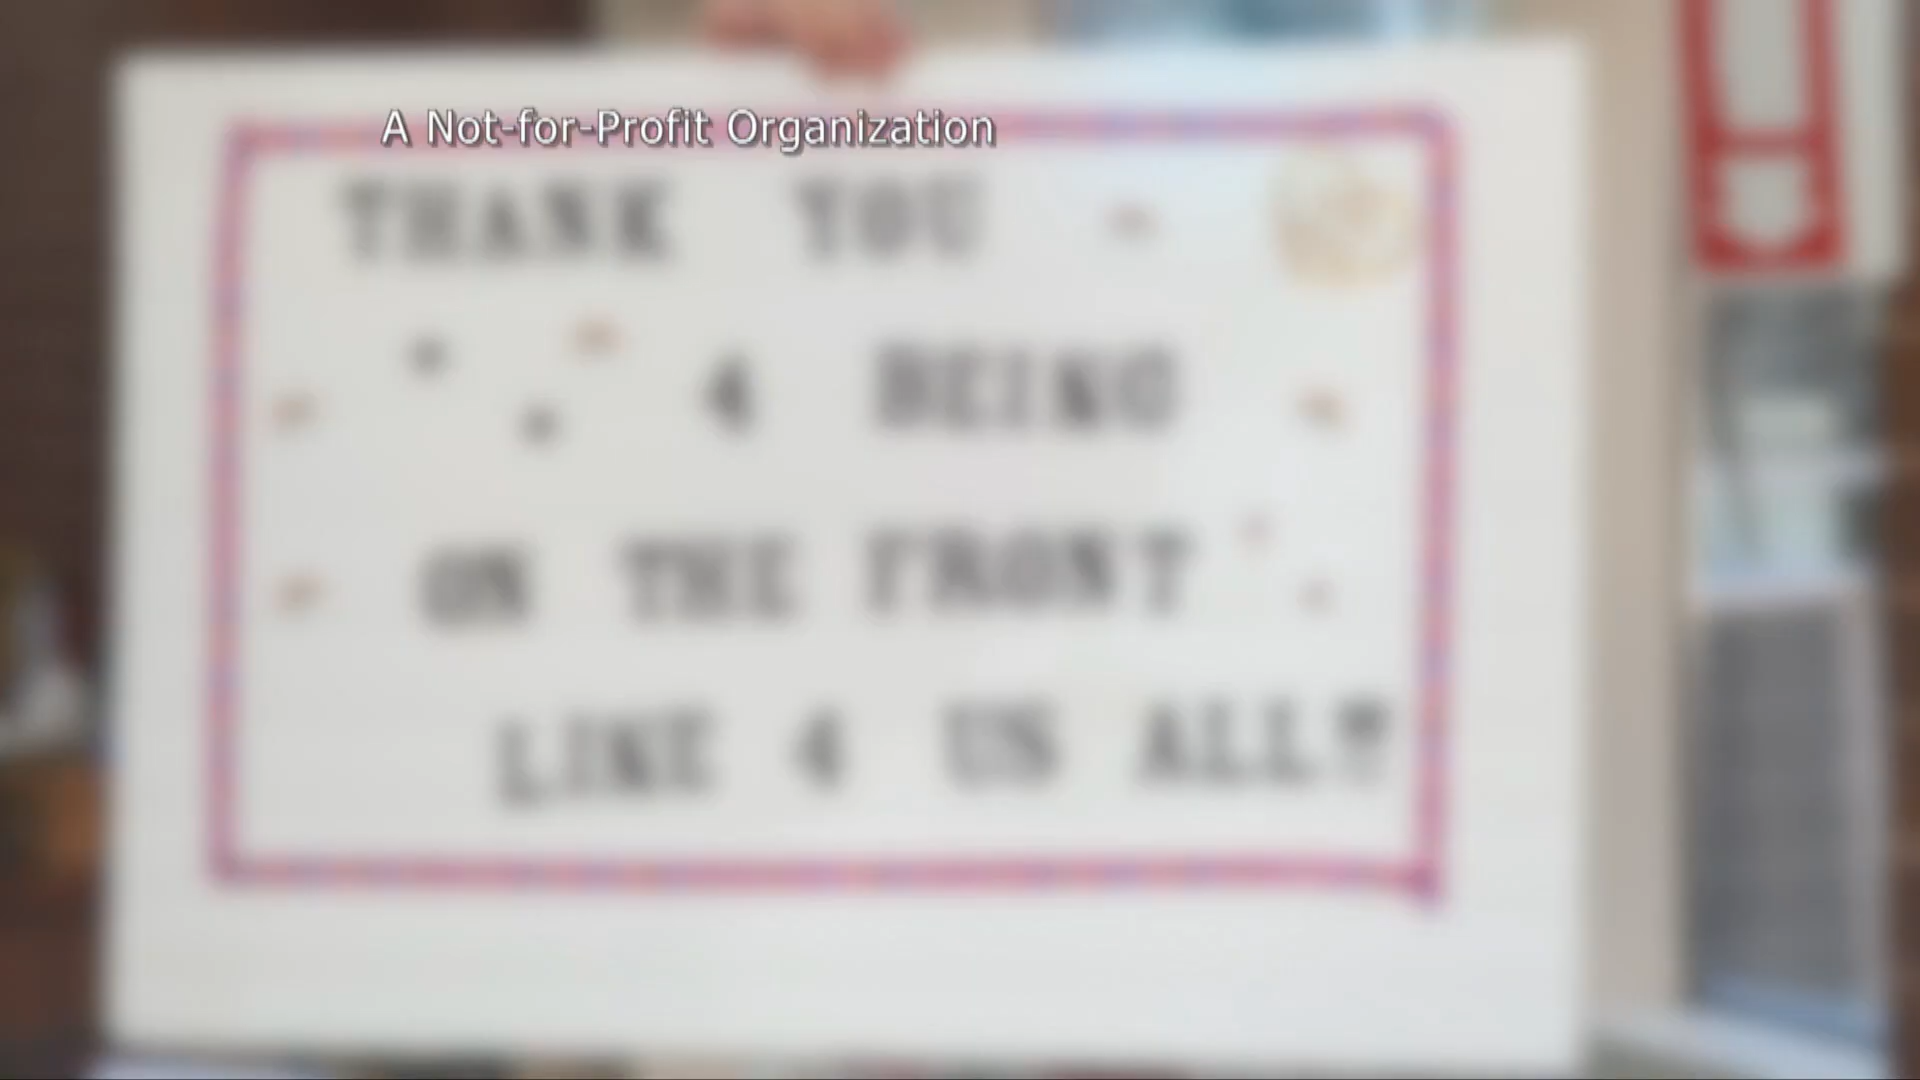 A Not-for-Profit Organization
THANK YOU
4 BEING
ON THE FRONT
LINE 4 US ALL!!